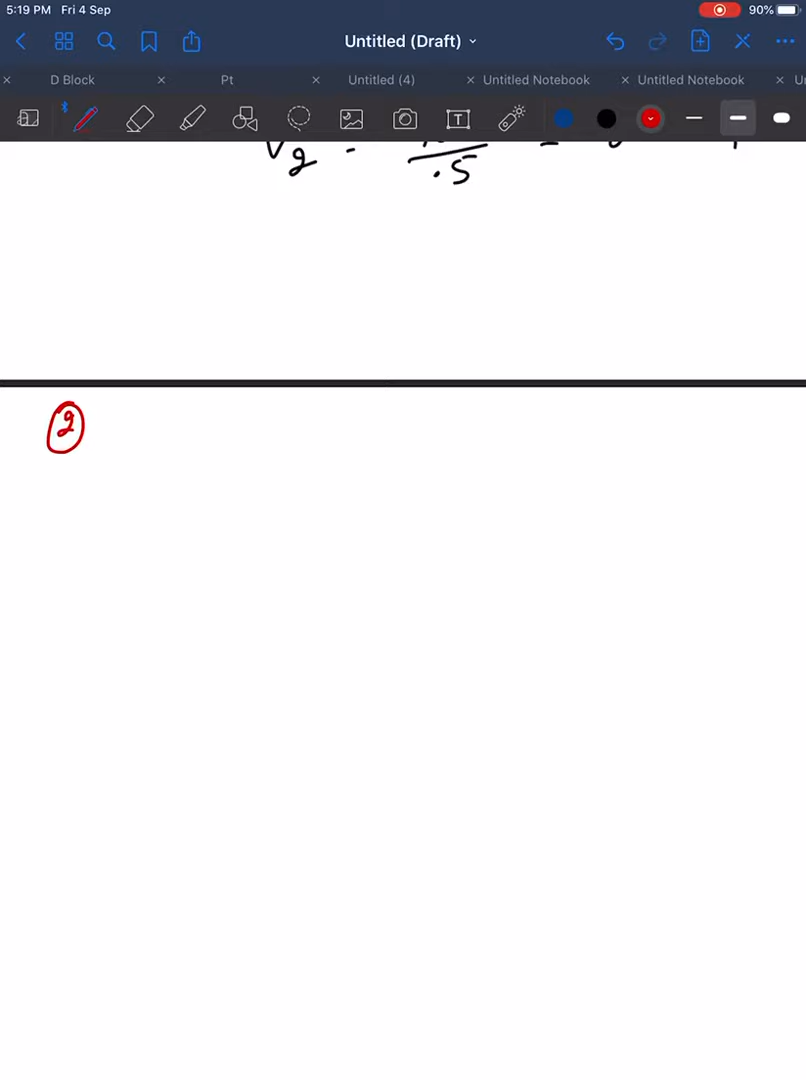 5:19 PM Fri 4 Sep 90%
Untitled (Draft)
D Block Pt Untitled (4) Untitled Notebook Untitled Notebook
T
V2 =
.5
2